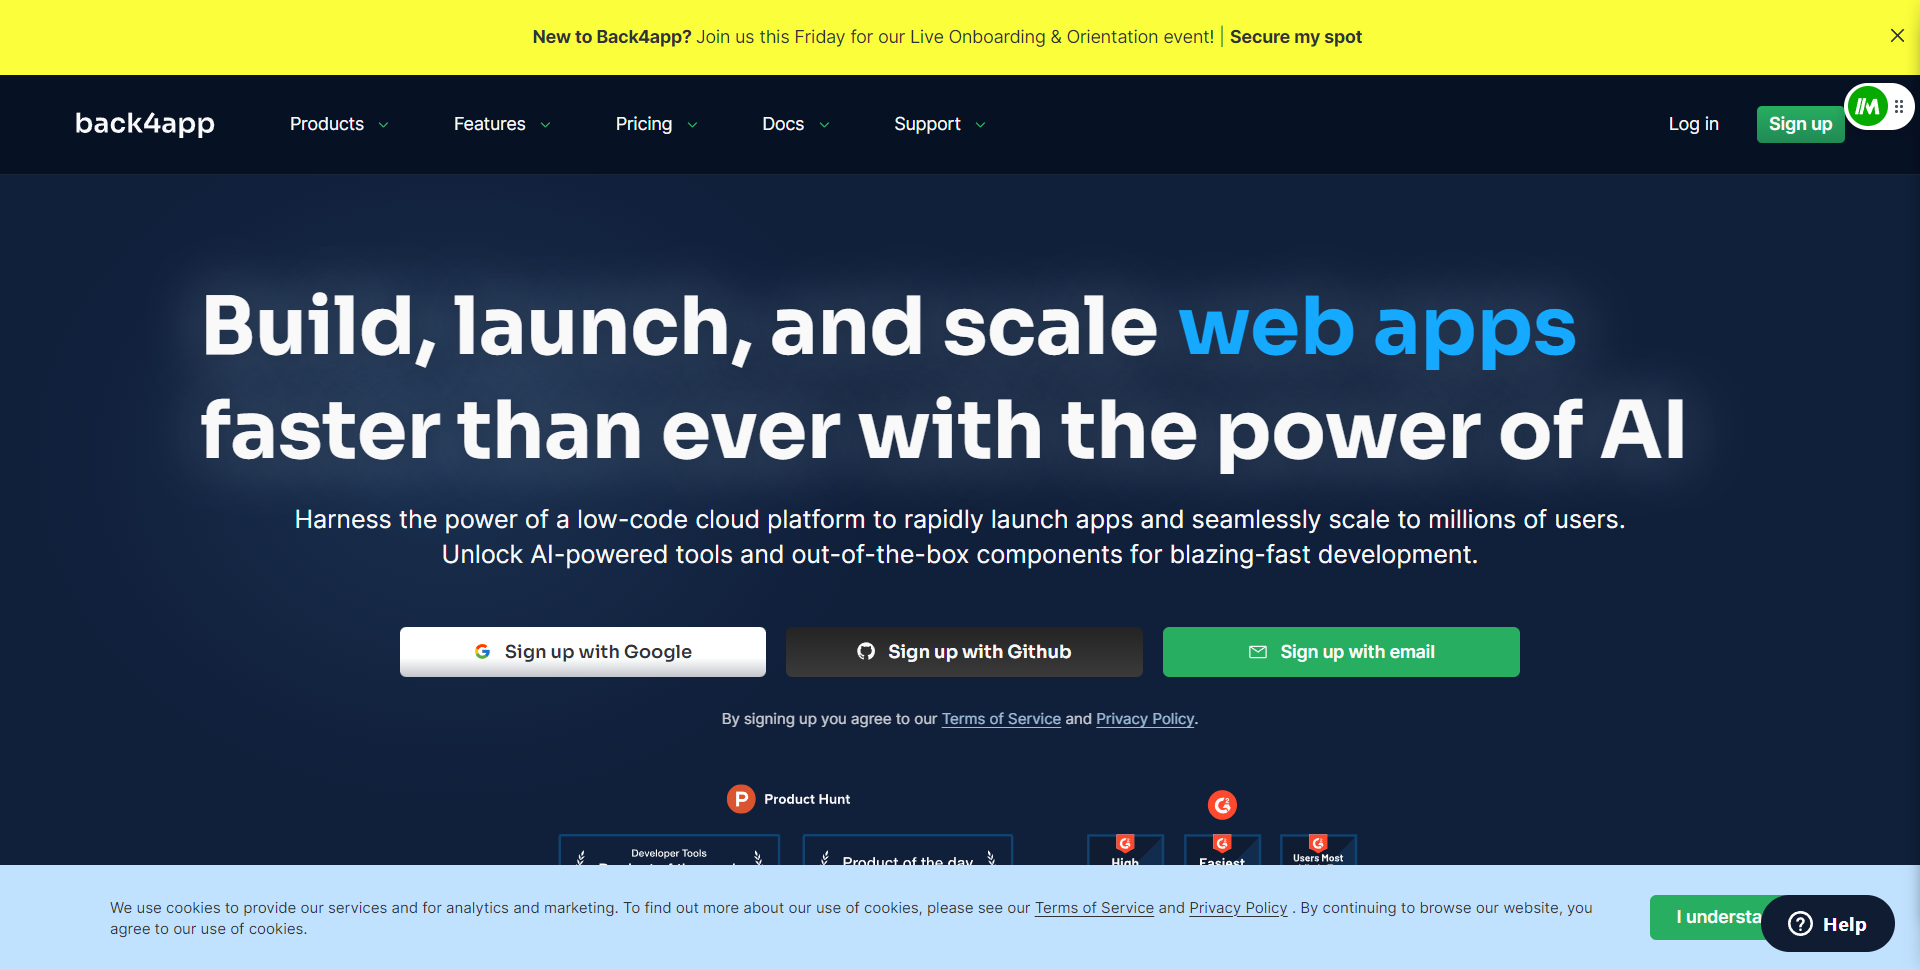 New to Back4app? Join us this Friday for our Live Onboarding & Orientation event! | Secure my spot
back4app
Products
Features
Pricing
Docs
Support
Log in
Sign up
Build, launch, and scale web apps
faster than ever with the power of AI
Harness the power of a low-code cloud platform to rapidly launch apps and seamlessly scale to millions of users.
Unlock AI-powered tools and out-of-the-box components for blazing-fast development.
Sign up with Google
Sign up with Github
Sign up with email
By signing up you agree to our Terms of Service and Privacy Policy.
Product Hunt
Developer Tools
Product of the day
High
Easiest
Users Most
We use cookies to provide our services and for analytics and marketing. To find out more about our use of cookies, please see our Terms of Service and Privacy Policy . By continuing to browse our website, you
agree to our use of cookies.
I understa
Help